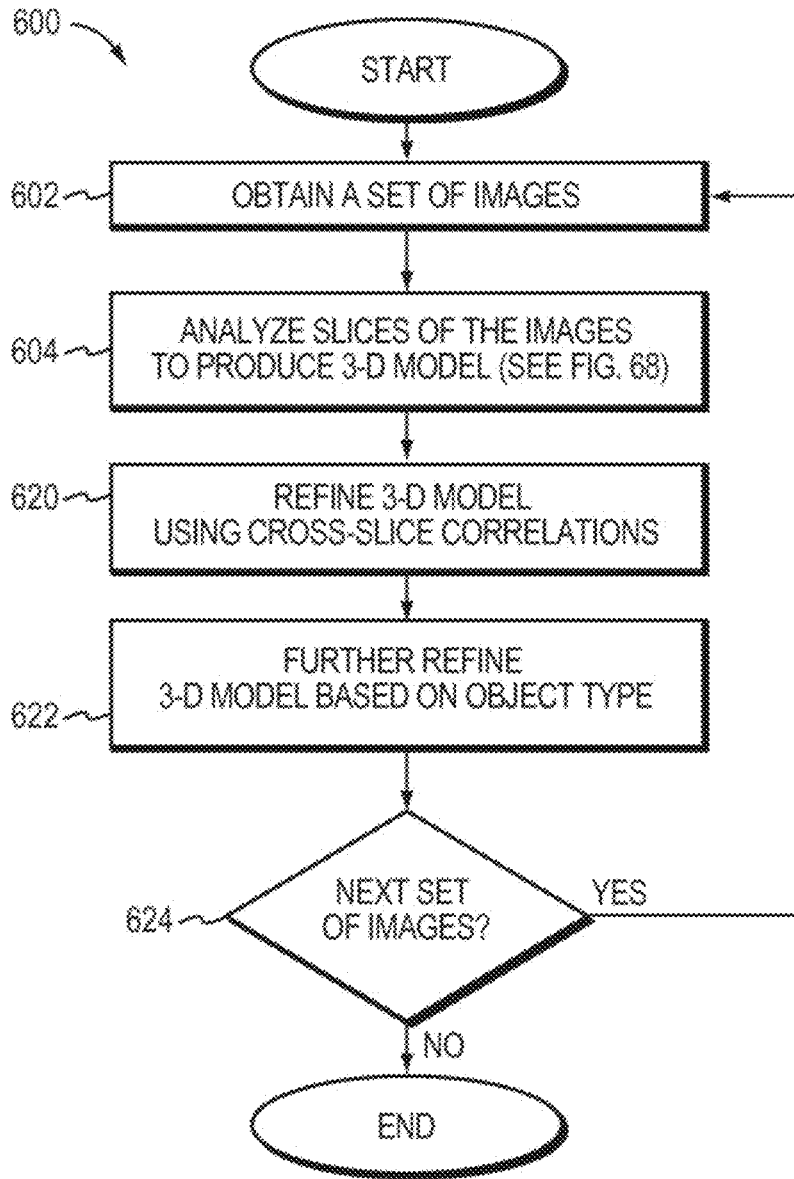 600
START
602
OBTAIN A SET OF IMAGES
604
ANALYZE SLICES OF THE IMAGES
TO PRODUCE 3-D MODEL (SEE FIG. 68)
620
REFINE 3-D MODEL
USING CROSS-SLICE CORRELATIONS
622
FURTHER REFINE
3-D MODEL BASED ON OBJECT TYPE
624
NEXT SET
OF IMAGES?
YES
NO
END